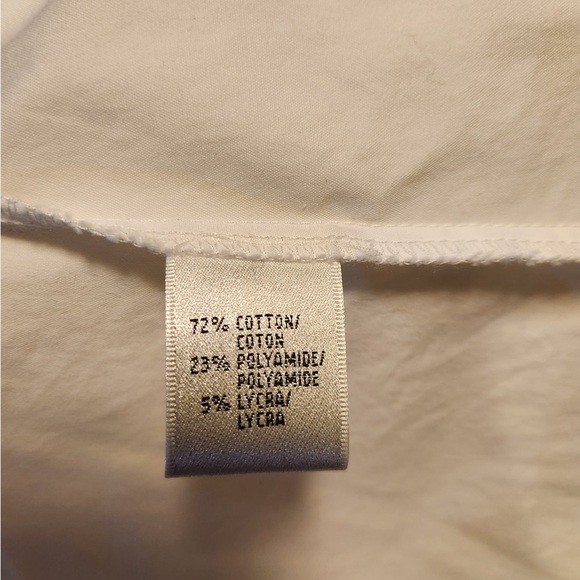 72% COTTON/
COTON
23% POLYAMIDE/
POLYAMIDE
5% LYCRA/
LYCRA